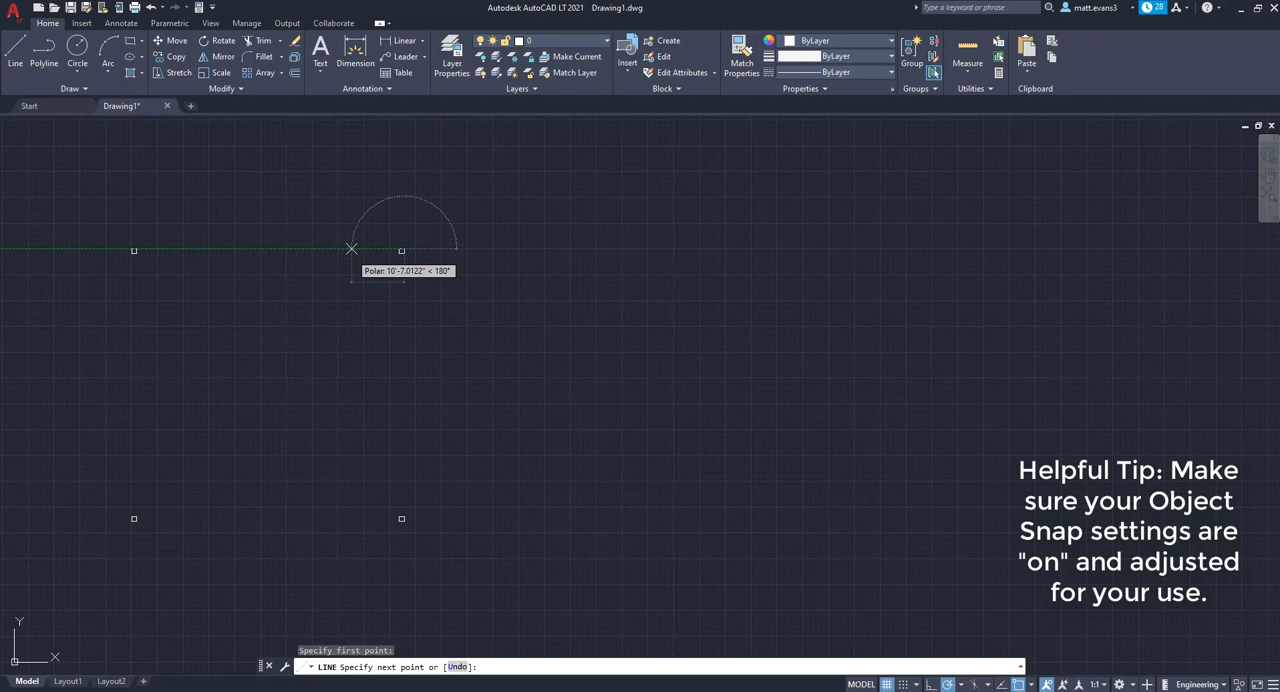 Autodesk AutoCAD LT 2021 Drawing1.dwg
Type a keyword or phrase
matt.evans3
28
Home Insert Annotate Parametric View Manage Output Collaborate
Line Polyline Circle Arc
Move Rotate Trim
Copy Mirror Fillet
Stretch Scale Array
Text Dimension
Linear
Leader
Table
Layer Properties
0
Make Current
Match Layer
Insert
Create
Edit
Edit Attributes
Match Properties
ByLayer
ByLayer
ByLayer
Group
Measure
Paste
Draw Modify Annotation Layers Block Properties Groups Utilities Clipboard
Start Drawing1*
Polar: 10'-7.0122" < 180°
Helpful Tip: Make
sure your Object
Snap settings are
"on" and adjusted
for your use.
Y
X
Specify first point:
LINE Specify next point or [Undo]:
Model Layout1 Layout2
MODEL 1:1 Engineering